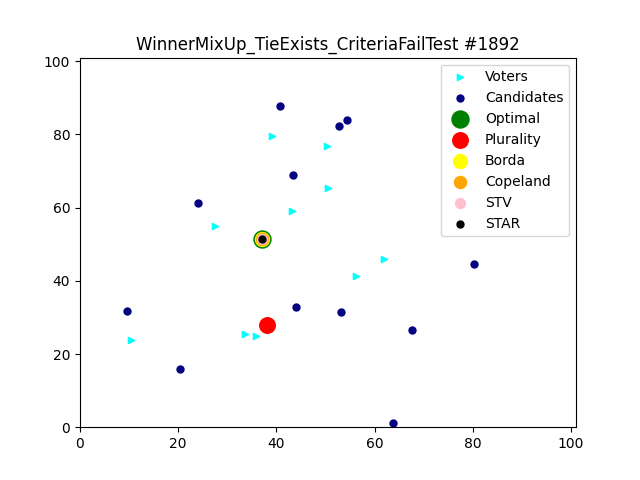 WinnerMixUp_TieExists_CriteriaFailTest #1892
100
80
60
40
20
0
0 20 40 60 80 100
Voters
Candidates
Optimal
Plurality
Borda
Copeland
STV
STAR